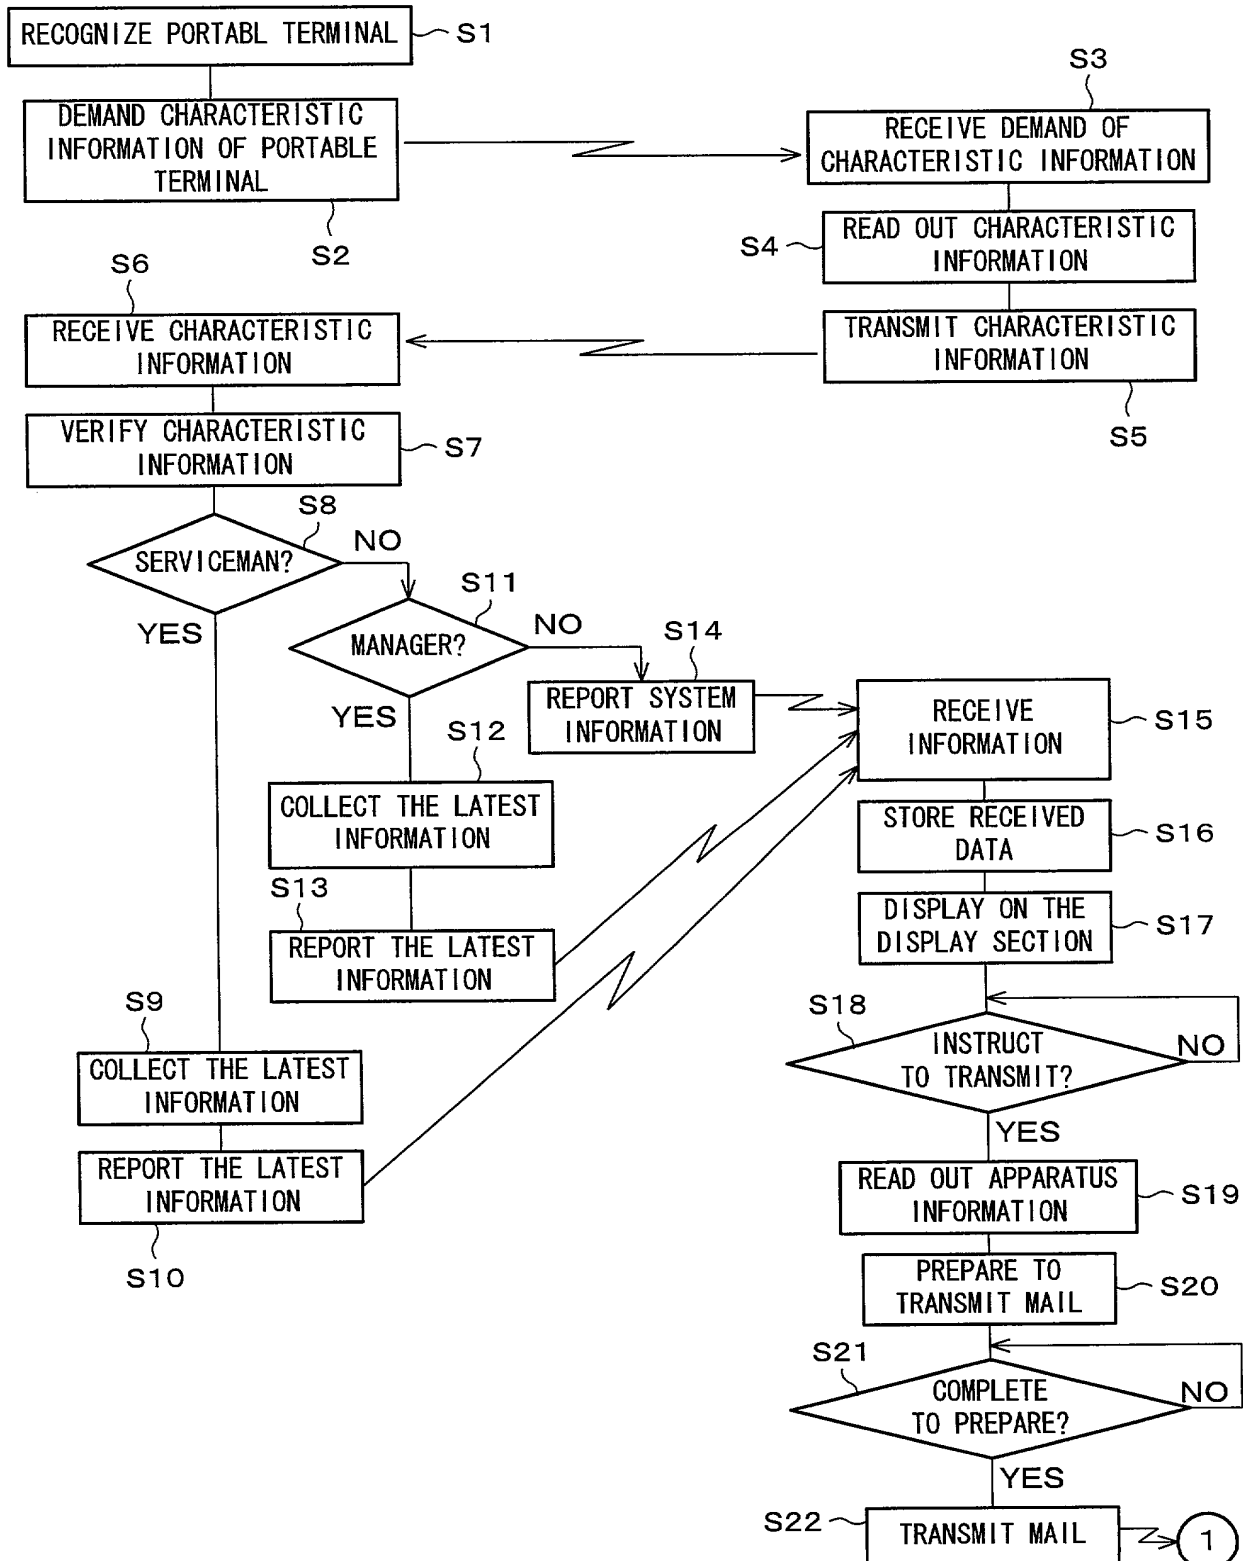 RECOGNIZE PORTABL TERMINAL
S1
DEMAND CHARACTERISTIC
INFORMATION OF PORTABLE
TERMINAL
S2
S3
RECEIVE DEMAND OF
CHARACTERISTIC INFORMATION
S4
READ OUT CHARACTERISTIC
INFORMATION
TRANSMIT CHARACTERISTIC
INFORMATION
S5
S6
RECEIVE CHARACTERISTIC
INFORMATION
VERIFY CHARACTERISTIC
INFORMATION
S7
S8
SERVICEMAN?
NO
YES
S11
MANAGER?
NO
YES
S14
REPORT SYSTEM
INFORMATION
S12
COLLECT THE LATEST
INFORMATION
S13
REPORT THE LATEST
INFORMATION
S9
COLLECT THE LATEST
INFORMATION
REPORT THE LATEST
INFORMATION
S10
RECEIVE
INFORMATION
S15
STORE RECEIVED
DATA
S16
DISPLAY ON THE
DISPLAY SECTION
S17
S18
INSTRUCT
TO TRANSMIT?
NO
YES
READ OUT APPARATUS
INFORMATION
S19
PREPARE TO
TRANSMIT MAIL
S20
S21
COMPLETE
TO PREPARE?
NO
YES
S22
TRANSMIT MAIL
1